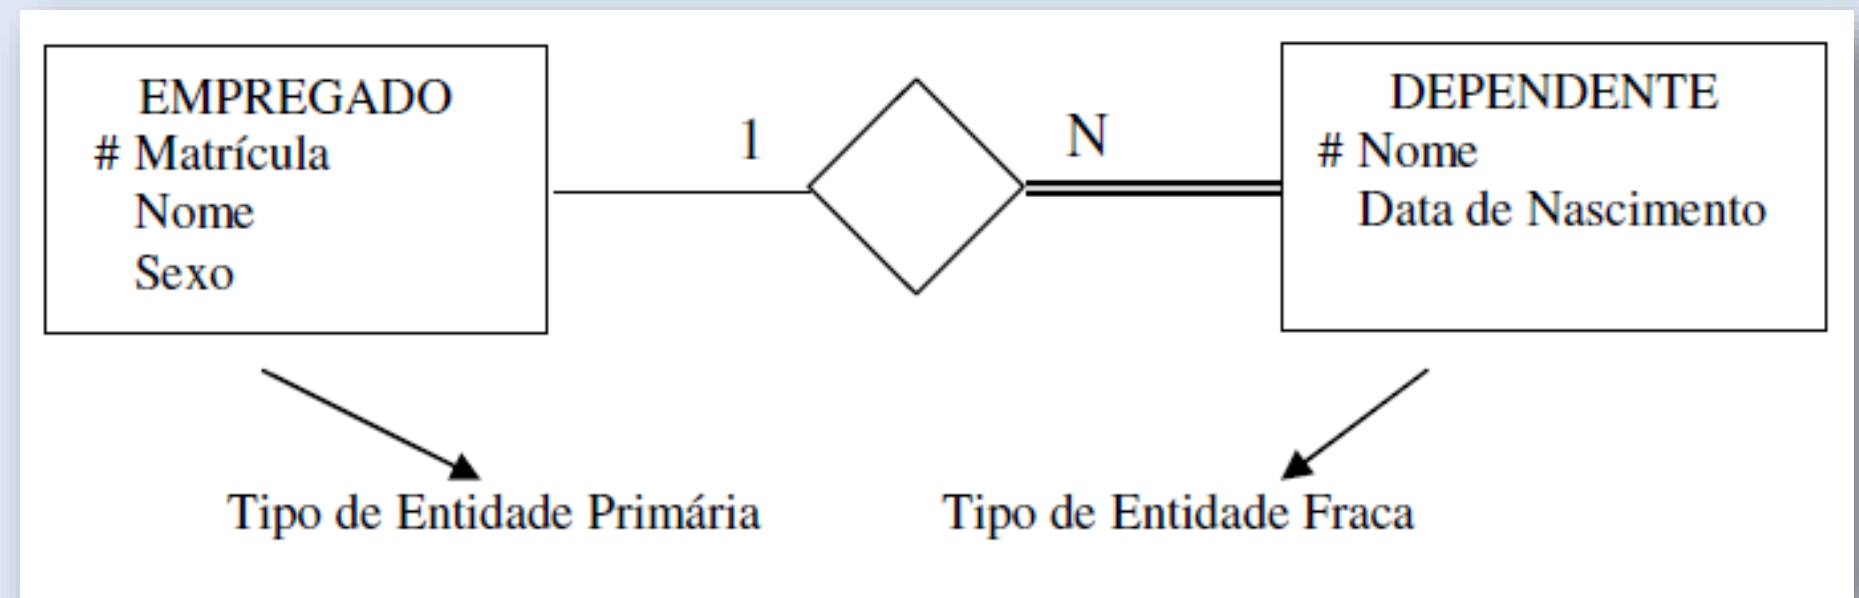 EMPREGADO
# Matrícula
Nome
Sexo
1
N
DEPENDENTE
# Nome
Data de Nascimento
Tipo de Entidade Primária
Tipo de Entidade Fraca